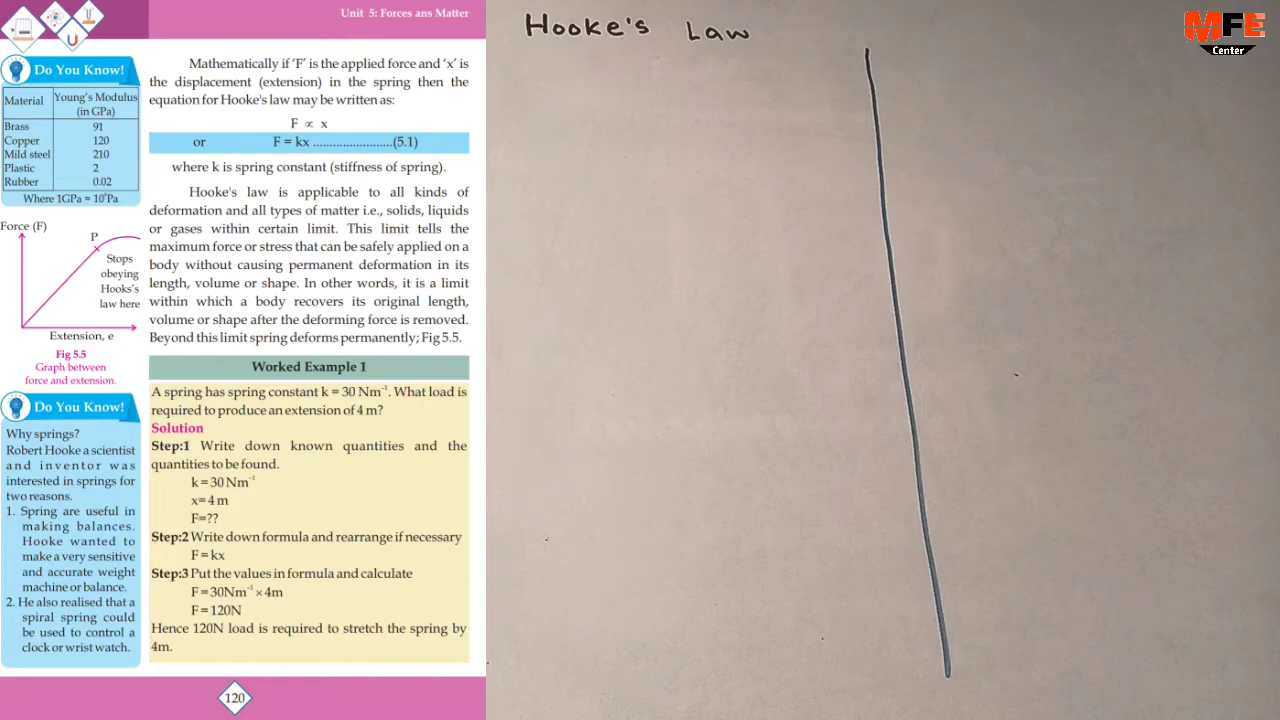 Unit 5: Forces ans Matter
Do You Know!
Material Young's Modulus
(in GPa)
Brass 91
Copper 120
Mild steel 210
Plastic 2
Rubber 0.02
Where 1GPa = 10⁹Pa
Force (F)
P
Stops
obeying
Hooks's
law here
Extension, e
Fig 5.5
Graph between
force and extension.
Do You Know!
Why springs?
Robert Hooke a scientist
and inventor was
interested in springs for
two reasons.
1. Spring are useful in
making balances.
Hooke wanted to
make a very sensitive
and accurate weight
machine or balance.
2. He also realised that a
spiral spring could
be used to control a
clock or wrist watch.
Mathematically if 'F' is the applied force and 'x' is
the displacement (extension) in the spring then the
equation for Hooke's law may be written as:
F ∝ x
or F = kx ........................(5.1)
where k is spring constant (stiffness of spring).
Hooke's law is applicable to all kinds of
deformation and all types of matter i.e., solids, liquids
or gases within certain limit. This limit tells the
maximum force or stress that can be safely applied on a
body without causing permanent deformation in its
length, volume or shape. In other words, it is a limit
within which a body recovers its original length,
volume or shape after the deforming force is removed.
Beyond this limit spring deforms permanently; Fig 5.5.
Worked Example 1
A spring has spring constant k = 30 Nm⁻¹. What load is
required to produce an extension of 4 m?
Solution
Step:1 Write down known quantities and the
quantities to be found.
k = 30 Nm⁻¹
x= 4 m
F=??
Step:2 Write down formula and rearrange if necessary
F = kx
Step:3 Put the values in formula and calculate
F = 30Nm⁻¹ × 4m
F = 120N
Hence 120N load is required to stretch the spring by
4m.
120
Hooke's Law
MFE
Center